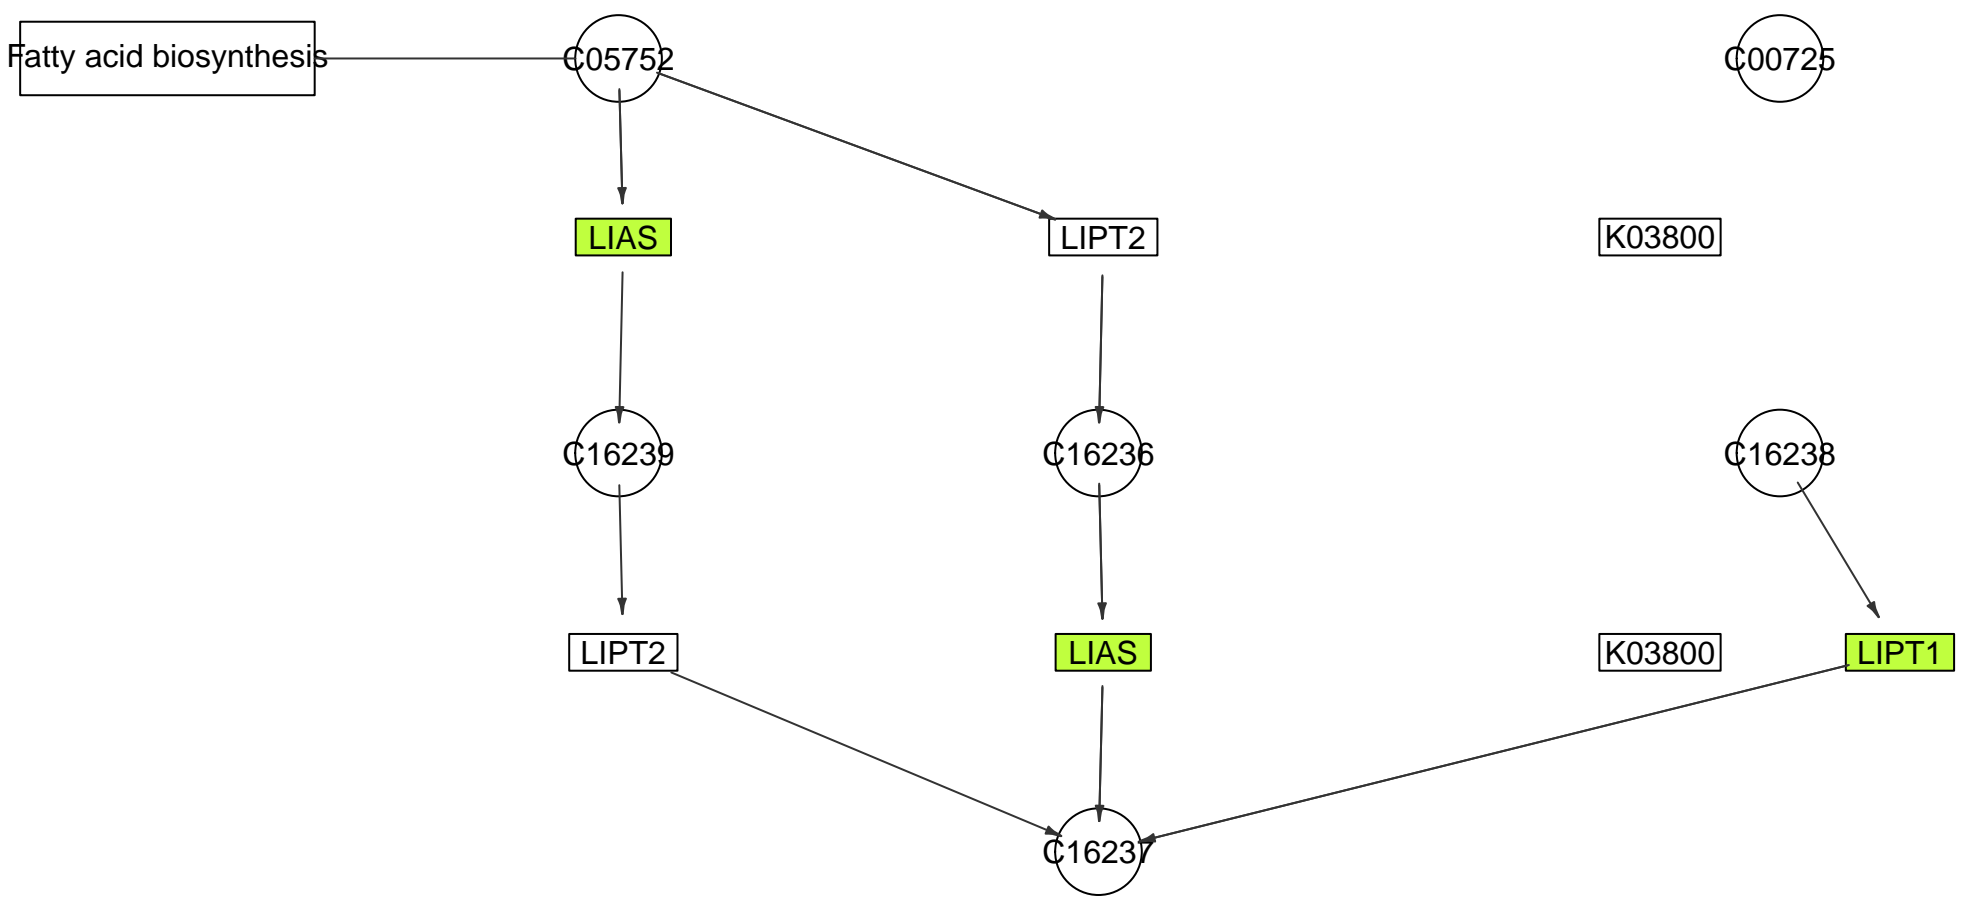 Fatty acid biosynthesis
C05752
C00725
LIAS
LIPT2
K03800
C16239
C16236
C16238
LIPT2
LIAS
K03800
LIPT1
C16237